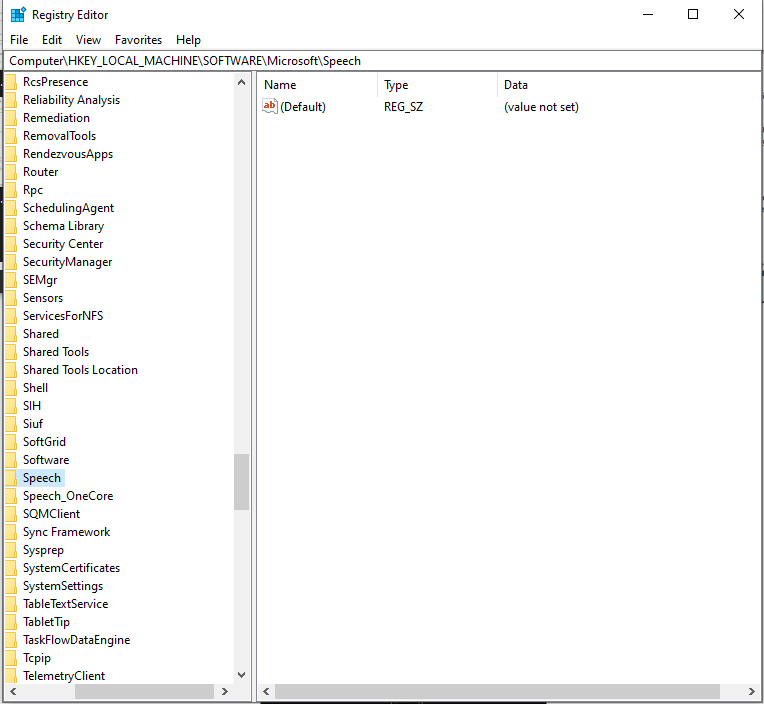 Registry Editor
File Edit View Favorites Help
Computer\HKEY_LOCAL_MACHINE\SOFTWARE\Microsoft\Speech
RcsPresence
Reliability Analysis
Remediation
RemovalTools
RendezvousApps
Router
Rpc
SchedulingAgent
Schema Library
Security Center
SecurityManager
SEMgr
Sensors
ServicesForNFS
Shared
Shared Tools
Shared Tools Location
Shell
SIH
Siuf
SoftGrid
Software
Speech
Speech_OneCore
SQMClient
Sync Framework
Sysprep
SystemCertificates
SystemSettings
TableTextService
TabletTip
TaskFlowDataEngine
Tcpip
TelemetryClient
Name Type Data
ab (Default) REG_SZ (value not set)